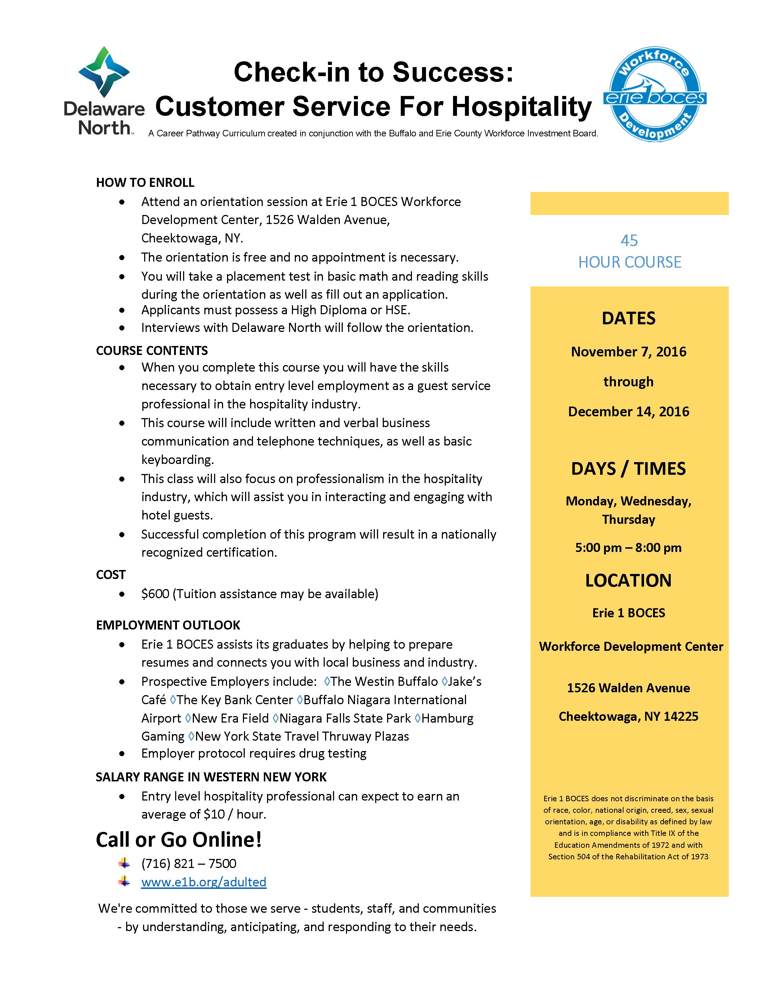 Delaware
North
Check-in to Success:
Customer Service For Hospitality
A Career Pathway Curriculum created in conjunction with the Buffalo and Erie County Workforce Investment Board.
Workforce
erie 1 boces
Development
HOW TO ENROLL
• Attend an orientation session at Erie 1 BOCES Workforce
Development Center, 1526 Walden Avenue,
Cheektowaga, NY.
• The orientation is free and no appointment is necessary.
• You will take a placement test in basic math and reading skills
during the orientation as well as fill out an application.
• Applicants must possess a High Diploma or HSE.
• Interviews with Delaware North will follow the orientation.
COURSE CONTENTS
• When you complete this course you will have the skills
necessary to obtain entry level employment as a guest service
professional in the hospitality industry.
• This course will include written and verbal business
communication and telephone techniques, as well as basic
keyboarding.
• This class will also focus on professionalism in the hospitality
industry, which will assist you in interacting and engaging with
hotel guests.
• Successful completion of this program will result in a nationally
recognized certification.
COST
• $600 (Tuition assistance may be available)
EMPLOYMENT OUTLOOK
• Erie 1 BOCES assists its graduates by helping to prepare
resumes and connects you with local business and industry.
• Prospective Employers include: ◊The Westin Buffalo ◊Jake’s
Café ◊The Key Bank Center ◊Buffalo Niagara International
Airport ◊New Era Field ◊Niagara Falls State Park ◊Hamburg
Gaming ◊New York State Travel Thruway Plazas
• Employer protocol requires drug testing
SALARY RANGE IN WESTERN NEW YORK
• Entry level hospitality professional can expect to earn an
average of $10 / hour.
Call or Go Online!
(716) 821 – 7500
www.e1b.org/adulted
We're committed to those we serve - students, staff, and communities
- by understanding, anticipating, and responding to their needs.
45
HOUR COURSE
DATES
November 7, 2016
through
December 14, 2016
DAYS / TIMES
Monday, Wednesday,
Thursday
5:00 pm – 8:00 pm
LOCATION
Erie 1 BOCES
Workforce Development Center
1526 Walden Avenue
Cheektowaga, NY 14225
Erie 1 BOCES does not discriminate on the basis
of race, color, national origin, creed, sex, sexual
orientation, age, or disability as defined by law
and is in compliance with Title IX of the
Education Amendments of 1972 and with
Section 504 of the Rehabilitation Act of 1973